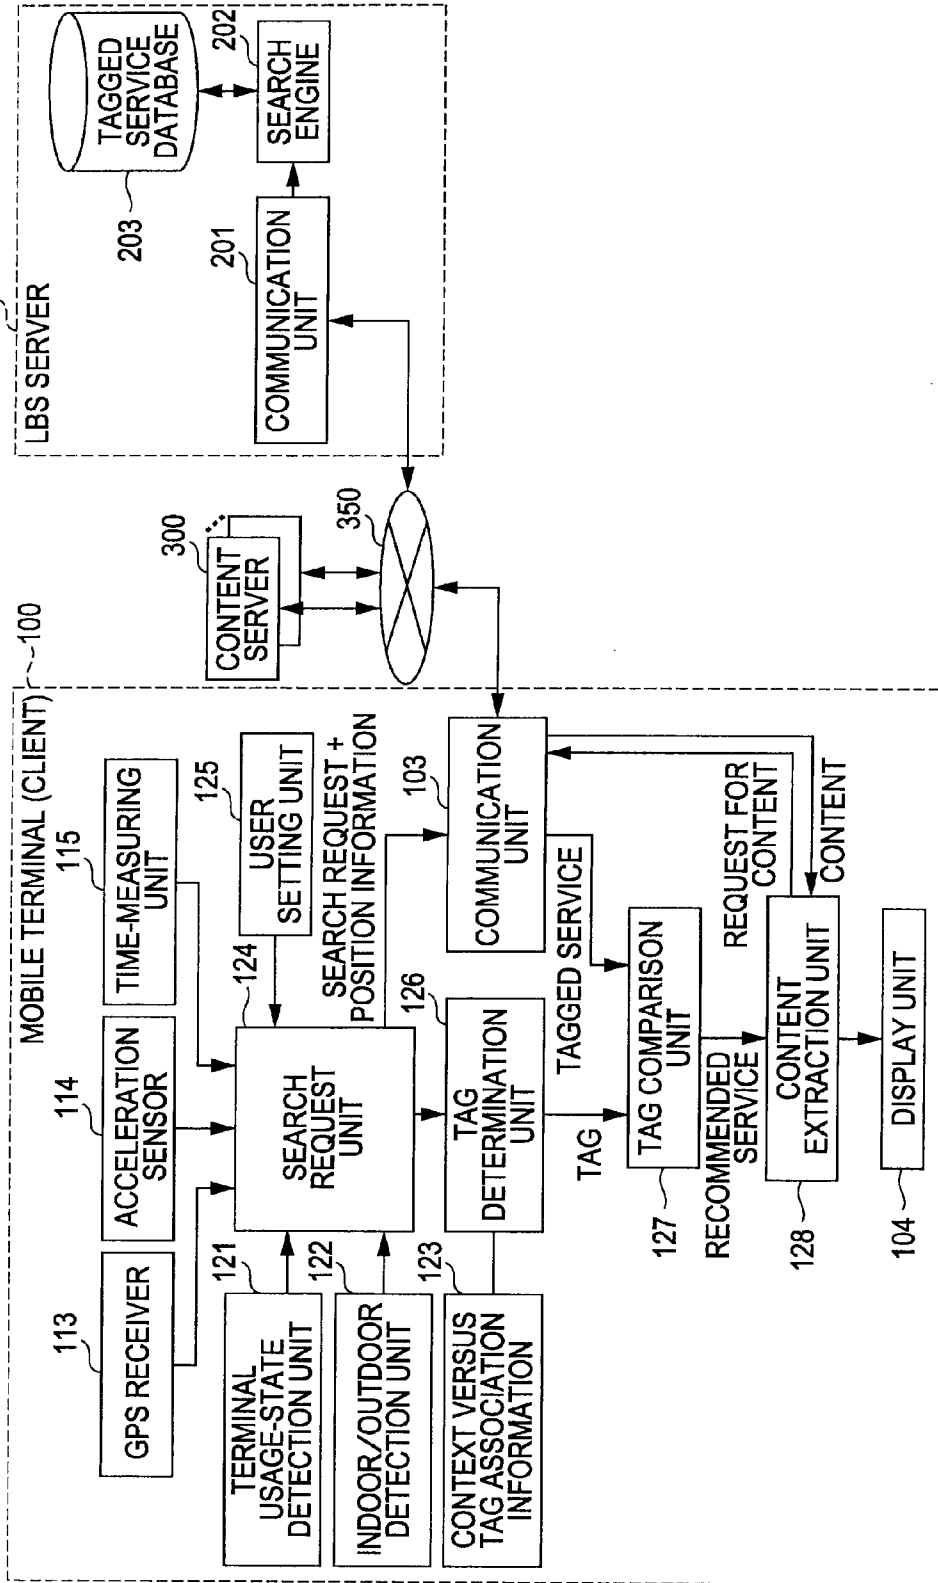 MOBILE TERMINAL (CLIENT)
100
113
GPS RECEIVER
114
ACCELERATION
SENSOR
115
TIME-MEASURING
UNIT
121
TERMINAL
USAGE-STATE
DETECTION UNIT
122
INDOOR/OUTDOOR
DETECTION UNIT
123
CONTEXT VERSUS
TAG ASSOCIATION
INFORMATION
124
SEARCH
REQUEST
UNIT
125
USER
SETTING UNIT
SEARCH REQUEST +
POSITION INFORMATION
126
TAG
DETERMINATION
UNIT
103
COMMUNICATION
UNIT
TAG
TAGGED SERVICE
127
TAG COMPARISON
UNIT
RECOMMENDED
SERVICE
REQUEST FOR
CONTENT
CONTENT
128
CONTENT
EXTRACTION UNIT
104
DISPLAY UNIT
300
CONTENT
SERVER
350
LBS SERVER
201
COMMUNICATION
UNIT
202
SEARCH
ENGINE
203
TAGGED
SERVICE
DATABASE